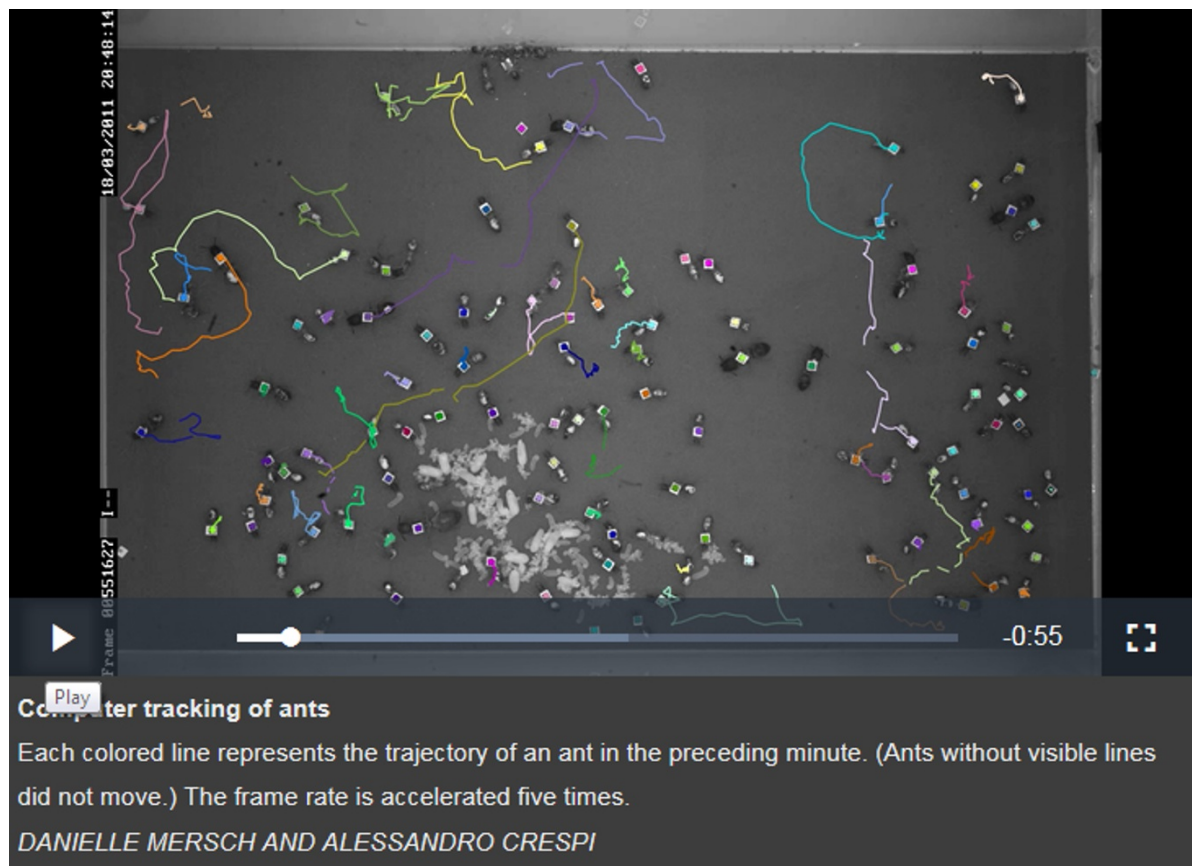 18/03/2011 20:48:14
I--
Frame 00551627
-0:55
Play
Computer tracking of ants
Each colored line represents the trajectory of an ant in the preceding minute. (Ants without visible lines
did not move.) The frame rate is accelerated five times.
DANIELLE MERSCH AND ALESSANDRO CRESPI